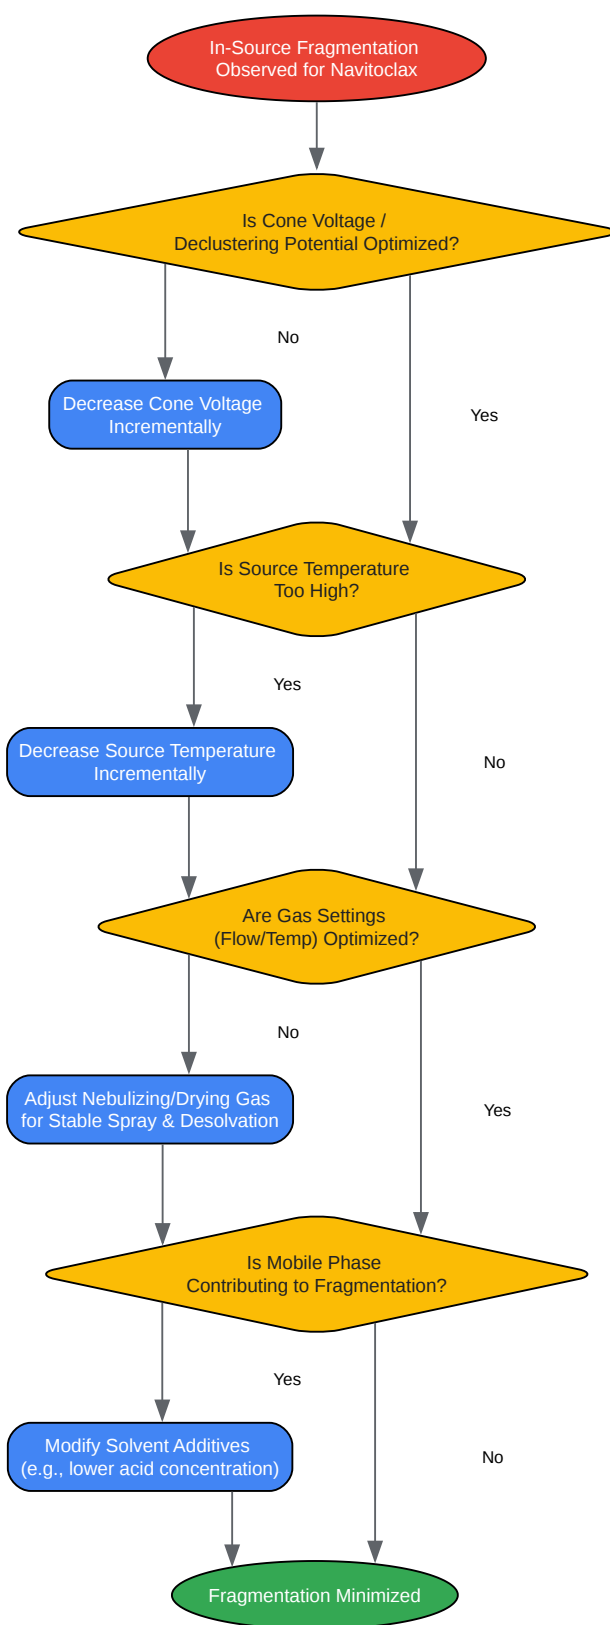 In-Source Fragmentation
Observed for Navitoclax
Is Cone Voltage /
Declustering Potential Optimized?
No
Decrease Cone Voltage
Incrementally
Yes
Is Source Temperature
Too High?
Yes
Decrease Source Temperature
Incrementally
No
Are Gas Settings
(Flow/Temp) Optimized?
No
Adjust Nebulizing/Drying Gas
for Stable Spray & Desolvation
Yes
Is Mobile Phase
Contributing to Fragmentation?
Yes
Modify Solvent Additives
(e.g., lower acid concentration)
No
Fragmentation Minimized